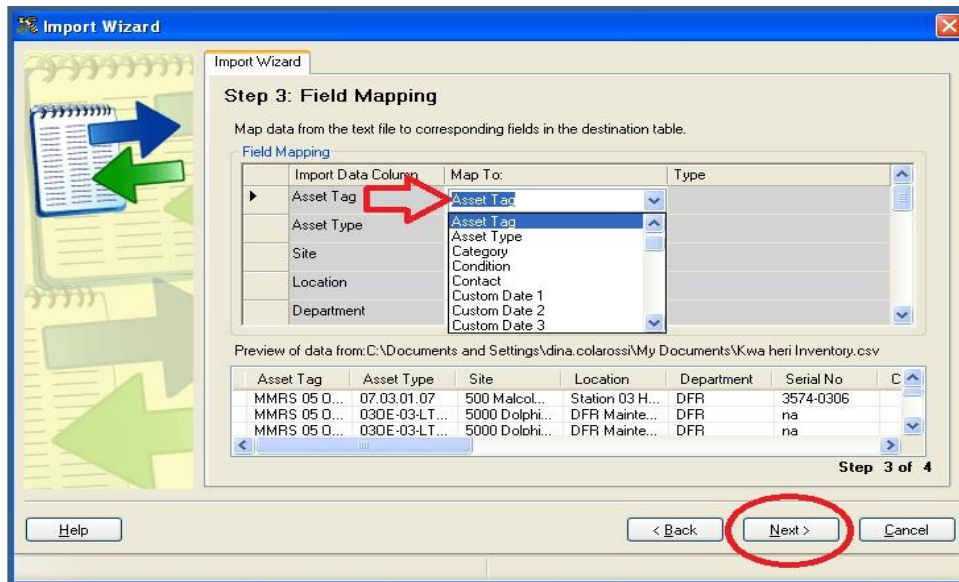 Import Wizard
Import Wizard
Step 3: Field Mapping
Map data from the text file to corresponding fields in the destination table.
Field Mapping
Import Data Column Map To: Type
Asset Tag Asset Tag
Asset Type Asset Tag
Asset Type
Site Category
Condition
Location Contact
Custom Date 1
Department Custom Date 2
Custom Date 3
Preview of data from:C:\Documents and Settings\dina.colarossi\My Documents\Kwa heri Inventory.csv
Asset Tag Asset Type Site Location Department Serial No C
MMRS 05 O... 07.03.01.07 500 Malcol... Station 03 H... DFR 3574-0306
MMRS 05 O... 03OE-03-LT... 5000 Dolphi... DFR Mainte... DFR na
MMRS 05 O... 03OE-03-LT... 5000 Dolphi... DFR Mainte... DFR na
Step 3 of 4
Help < Back Next > Cancel